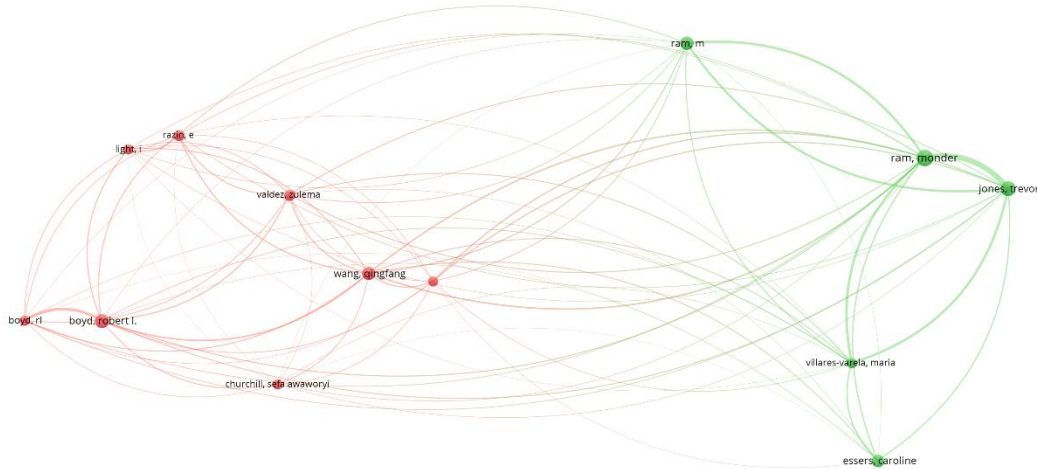 ram, m
razin, e
light, i
ram, monder
jones, trevor
valdez, zulema
wang, qingfang
boyd, rl
boyd, robert l.
villares-varela, maria
churchill, sefa awaworyi
essers, caroline